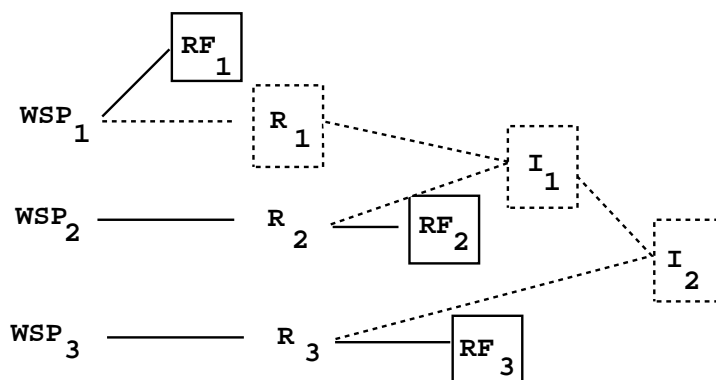 RF₁
WSP₁ R₁ I₁
WSP₂ R₂ RF₂
I₂
WSP₃ R₃ RF₃